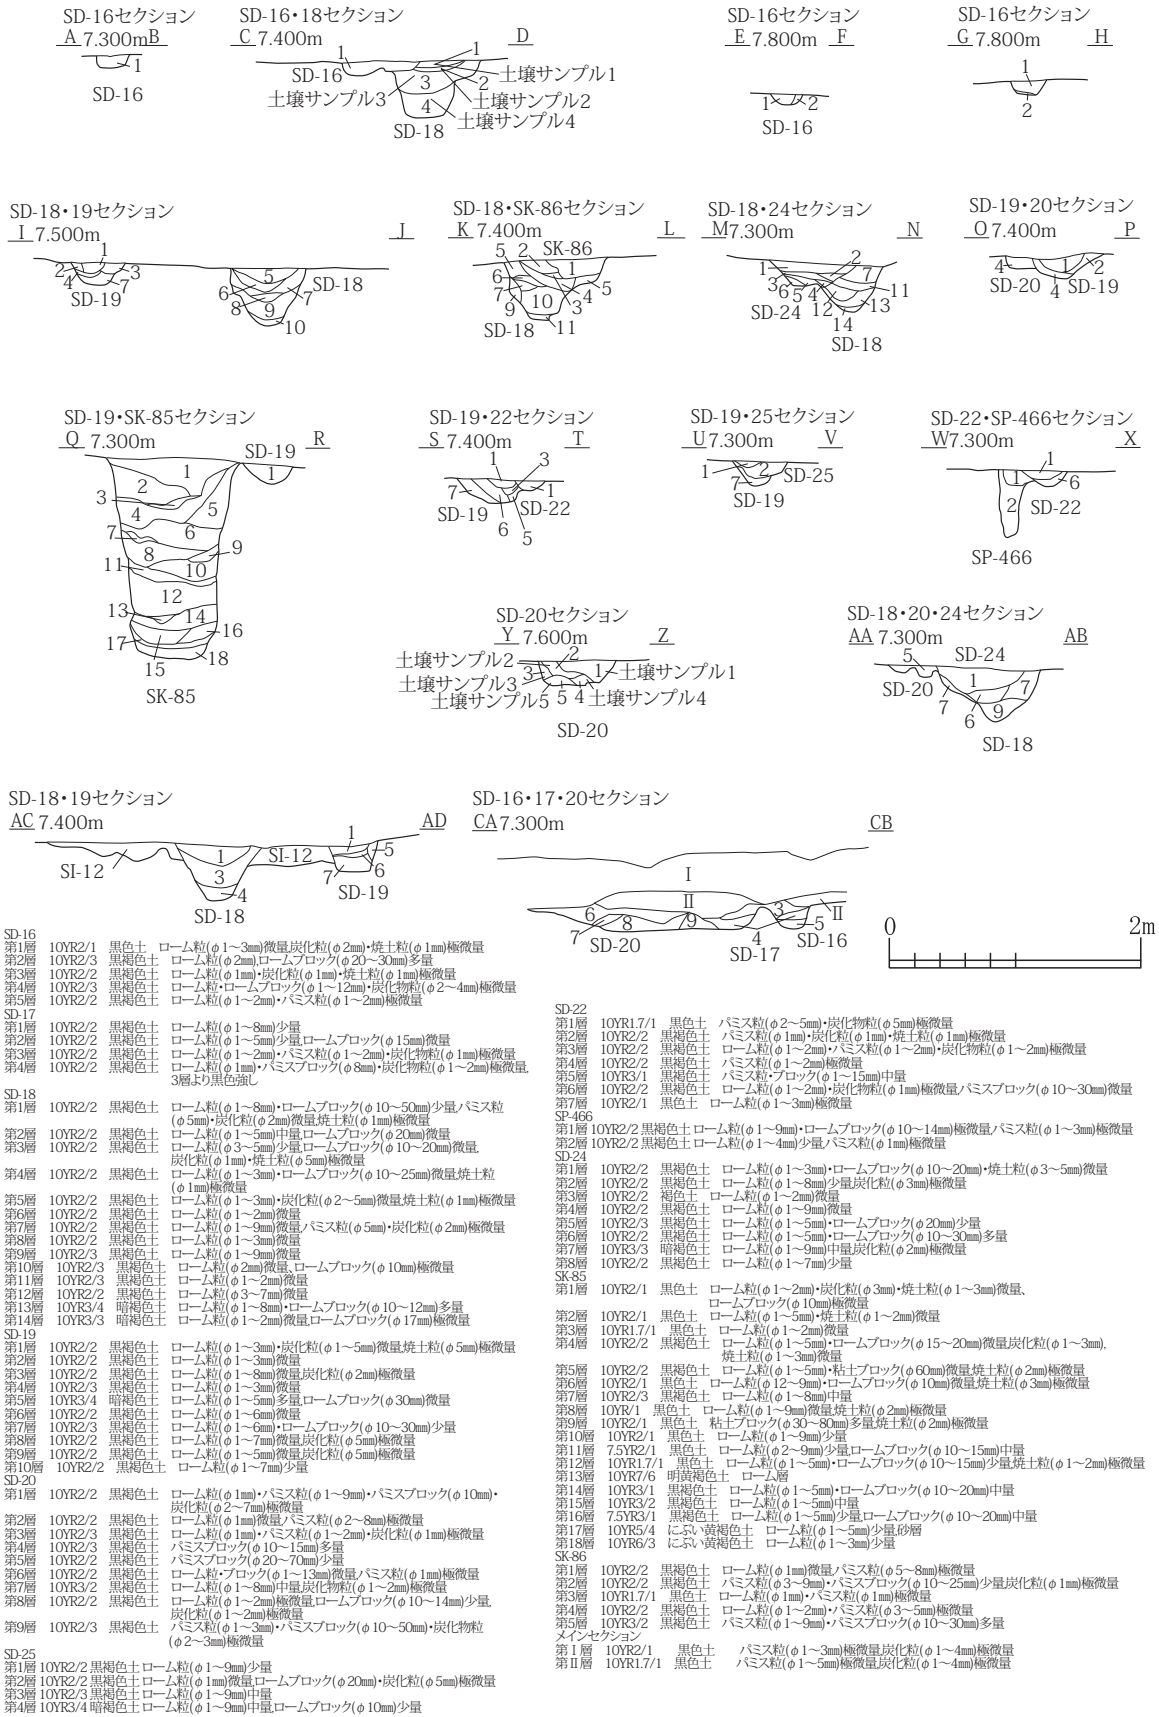 SD-16セクション
A 7.300m B
1
SD-16
SD-16・18セクション
C 7.400m D
1 1
SD-16 土壌サンプル1
3 2
土壌サンプル3 土壌サンプル2
4 土壌サンプル4
SD-18
SD-16セクション
E 7.800m F
1 2
SD-16
SD-16セクション
G 7.800m H
1
2
SD-18・19セクション
I 7.500m J
1
2 3 5 SD-18
4 7 6 7
SD-19 8 9
10
SD-18・SK-86セクション
K 7.400m L
5 2 SK-86
1
6 5
7 10 4
9 3
SD-18 11
SD-18・24セクション
M 7.300m N
1 2 7
3 6 5 4 11
SD-24 12 13
14
SD-18
SD-19・20セクション
O 7.400m P
4 1 2
SD-20 4 SD-19
SD-19・SK-85セクション
Q 7.300m R
SD-19
1 1
2
3 5
4
6
7
8 9
11 10
12
13 14
17 16
15 18
SK-85
SD-19・22セクション
S 7.400m T
1 3
7 1
SD-19 SD-22
6 5
SD-19・25セクション
U 7.300m V
1 2 SD-25
7
SD-19
SD-22・SP-466セクション
W 7.300m X
1
1 6
2 SD-22
SP-466
SD-20セクション
Y 7.600m Z
2
土壌サンプル2 1 土壌サンプル1
3
土壌サンプル3
土壌サンプル5 5 4 土壌サンプル4
SD-20
SD-18・20・24セクション
AA 7.300m AB
5 SD-24
SD-20 1 7
7 6 9
SD-18
SD-18・19セクション
AC 7.400m AD
1
SI-12 1 SI-12 5
3 7 6
4 SD-19
SD-18
SD-16・17・20セクション
CA 7.300m CB
I
II
6 8 9 3 II
7 SD-20 4 5 SD-16
SD-17
0 2m
SD-16
第1層 10YR2/1 黒色土 ローム粒(φ1〜3㎜)微量,炭化粒(φ2㎜)・焼土粒(φ1㎜)極微量
第2層 10YR2/3 黒褐色土 ローム粒(φ2㎜),ロームブロック(φ20〜30㎜)多量
第3層 10YR2/2 黒褐色土 ローム粒(φ1㎜)・炭化粒(φ1㎜)・焼土粒(φ1㎜)極微量
第4層 10YR2/3 黒褐色土 ローム粒・ロームブロック(φ1〜12㎜)・炭化物粒(φ2〜4㎜)極微量
第5層 10YR2/2 黒褐色土 ローム粒(φ1〜2㎜)・パミス粒(φ1〜2㎜)極微量
SD-17
第1層 10YR2/2 黒褐色土 ローム粒(φ1〜8㎜)少量
第2層 10YR2/2 黒褐色土 ローム粒(φ1〜5㎜)少量,ロームブロック(φ15㎜)微量
第3層 10YR2/2 黒褐色土 ローム粒(φ1〜2㎜)・パミス粒(φ1〜2㎜)・炭化物粒(φ1㎜)極微量
第4層 10YR2/2 黒褐色土 ローム粒(φ1㎜)・パミスブロック(φ8㎜)・炭化物粒(φ1〜2㎜)極微量,
3層より黒色強し
SD-18
第1層 10YR2/2 黒褐色土 ローム粒(φ1〜8㎜)・ロームブロック(φ10〜50㎜)少量,パミス粒
(φ5㎜)・炭化粒(φ2㎜)微量,焼土粒(φ1㎜)極微量
第2層 10YR2/2 黒褐色土 ローム粒(φ1〜5㎜)中量,ロームブロック(φ20㎜)微量
第3層 10YR2/2 黒褐色土 ローム粒(φ3〜5㎜)少量,ロームブロック(φ10〜20㎜)微量,
炭化粒(φ1㎜)・焼土粒(φ5㎜)極微量
第4層 10YR2/2 黒褐色土 ローム粒(φ1〜3㎜)・ロームブロック(φ10〜25㎜)微量,焼土粒
(φ1㎜)極微量
第5層 10YR2/2 黒褐色土 ローム粒(φ1〜3㎜)・炭化粒(φ2〜5㎜)微量,焼土粒(φ1㎜)極微量
第6層 10YR2/2 黒褐色土 ローム粒(φ1〜2㎜)微量
第7層 10YR2/2 黒褐色土 ローム粒(φ1〜9㎜)微量,パミス粒(φ5㎜)・炭化粒(φ2㎜)極微量
第8層 10YR2/2 黒褐色土 ローム粒(φ1〜3㎜)微量
第9層 10YR2/3 黒褐色土 ローム粒(φ1〜9㎜)微量
第10層 10YR2/3 黒褐色土 ローム粒(φ2㎜)微量、ロームブロック(φ10㎜)極微量
第11層 10YR2/3 黒褐色土 ローム粒(φ1〜2㎜)微量
第12層 10YR2/2 黒褐色土 ローム粒(φ3〜7㎜)微量
第13層 10YR3/4 暗褐色土 ローム粒(φ1〜8㎜)・ロームブロック(φ10〜12㎜)多量
第14層 10YR3/3 暗褐色土 ローム粒(φ1〜2㎜)微量,ロームブロック(φ17㎜)極微量
SD-19
第1層 10YR2/2 黒褐色土 ローム粒(φ1〜3㎜)・炭化粒(φ1〜5㎜)微量,焼土粒(φ5㎜)極微量
第2層 10YR2/2 黒褐色土 ローム粒(φ1〜3㎜)微量
第3層 10YR2/2 黒褐色土 ローム粒(φ1〜8㎜)微量,炭化粒(φ2㎜)極微量
第4層 10YR2/3 黒褐色土 ローム粒(φ1〜3㎜)微量
第5層 10YR3/4 暗褐色土 ローム粒(φ1〜5㎜)多量,ロームブロック(φ30㎜)微量
第6層 10YR2/2 黒褐色土 ローム粒(φ1〜6㎜)微量
第7層 10YR2/3 黒褐色土 ローム粒(φ1〜6㎜)・ロームブロック(φ10〜30㎜)少量
第8層 10YR2/2 黒褐色土 ローム粒(φ1〜7㎜)微量,炭化粒(φ5㎜)極微量
第9層 10YR2/2 黒褐色土 ローム粒(φ1〜5㎜)微量,炭化粒(φ5㎜)極微量
第10層 10YR2/2 黒褐色土 ローム粒(φ1〜7㎜)少量
SD-20
第1層 10YR2/2 黒褐色土 ローム粒(φ1㎜)・パミス粒(φ1〜9㎜)・パミスブロック(φ10㎜)・
炭化粒(φ2〜7㎜)極微量
第2層 10YR2/2 黒褐色土 ローム粒(φ1㎜)微量,パミス粒(φ2〜8㎜)極微量
第3層 10YR2/3 黒褐色土 ローム粒(φ1㎜)・パミス粒(φ1〜2㎜)・炭化粒(φ1㎜)極微量
第4層 10YR2/3 黒褐色土 パミスブロック(φ10〜15㎜)多量
第5層 10YR2/2 黒褐色土 パミスブロック(φ20〜70㎜)少量
第6層 10YR2/2 黒褐色土 ローム粒・ブロック(φ1〜13㎜)微量,パミス粒(φ1㎜)極微量
第7層 10YR3/2 黒褐色土 ローム粒(φ1〜8㎜)中量,炭化物粒(φ1〜2㎜)極微量
第8層 10YR2/2 黒褐色土 ローム粒(φ1〜2㎜)極微量,ロームブロック(φ10〜14㎜)少量,
炭化粒(φ1〜2㎜)極微量
第9層 10YR2/3 黒褐色土 パミス粒(φ1〜3㎜)・パミスブロック(φ10〜50㎜)・炭化物粒
(φ2〜3㎜)極微量
SD-25
第1層 10YR2/2 黒褐色土 ローム粒(φ1〜9㎜)少量
第2層 10YR2/2 黒褐色土 ローム粒(φ1㎜)微量,ロームブロック(φ20㎜)・炭化粒(φ5㎜)極微量
第3層 10YR2/3 黒褐色土 ローム粒(φ1〜9㎜)中量
第4層 10YR3/4 暗褐色土 ローム粒(φ1〜9㎜)中量,ロームブロック(φ10㎜)少量
SD-22
第1層 10YR1.7/1 黒色土 パミス粒(φ2〜5㎜)・炭化物粒(φ5㎜)極微量
第2層 10YR2/2 黒褐色土 パミス粒(φ1㎜)・炭化粒(φ1㎜)・焼土粒(φ1㎜)極微量
第3層 10YR2/2 黒褐色土 ローム粒(φ1〜2㎜)・パミス粒(φ1〜2㎜)・炭化物粒(φ1〜2㎜)極微量
第4層 10YR2/2 黒褐色土 パミス粒(φ1〜2㎜)極微量
第5層 10YR3/1 黒褐色土 パミス粒・ブロック(φ1〜15㎜)中量
第6層 10YR2/2 黒褐色土 ローム粒(φ1〜2㎜)・炭化物粒(φ1㎜)極微量,パミスブロック(φ10〜30㎜)微量
第7層 10YR2/1 黒色土 ローム粒(φ1〜3㎜)極微量
SP-466
第1層 10YR2/2 黒褐色土 ローム粒(φ1〜9㎜)・ロームブロック(φ10〜14㎜)極微量,パミス粒(φ1〜3㎜)極微量
第2層 10YR2/2 黒褐色土 ローム粒(φ1〜4㎜)少量,パミス粒(φ1㎜)極微量
SD-24
第1層 10YR2/2 黒褐色土 ローム粒(φ1〜3㎜)・ロームブロック(φ10〜20㎜)・焼土粒(φ3〜5㎜)微量
第2層 10YR2/2 黒褐色土 ローム粒(φ1〜8㎜)少量,炭化粒(φ3㎜)極微量
第3層 10YR2/2 褐色土 ローム粒(φ1〜2㎜)微量
第4層 10YR2/2 黒褐色土 ローム粒(φ1〜9㎜)微量
第5層 10YR2/3 黒褐色土 ローム粒(φ1〜5㎜)・ロームブロック(φ20㎜)少量
第6層 10YR2/2 黒褐色土 ローム粒(φ1〜5㎜)・ロームブロック(φ10〜30㎜)多量
第7層 10YR3/3 暗褐色土 ローム粒(φ1〜9㎜)中量,炭化粒(φ2㎜)極微量
第8層 10YR2/2 黒褐色土 ローム粒(φ1〜7㎜)少量
SK-85
第1層 10YR2/1 黒色土 ローム粒(φ1〜2㎜)・炭化粒(φ3㎜)・焼土粒(φ1〜3㎜)微量、
ロームブロック(φ10㎜)極微量
第2層 10YR2/1 黒色土 ローム粒(φ1〜5㎜)・焼土粒(φ1〜2㎜)微量
第3層 10YR1.7/1 黒色土 ローム粒(φ1〜2㎜)微量
第4層 10YR2/2 黒褐色土 ローム粒(φ1〜5㎜)・ロームブロック(φ15〜20㎜)微量,炭化粒(φ1〜3㎜),
焼土粒(φ1〜3㎜)微量
第5層 10YR2/2 黒褐色土 ローム粒(φ1〜5㎜)・粘土ブロック(φ60㎜)微量,焼土粒(φ2㎜)極微量
第6層 10YR2/1 黒色土 ローム粒(φ12〜9㎜)・ロームブロック(φ10㎜)微量,焼土粒(φ3㎜)極微量
第7層 10YR2/3 黒褐色土 ローム粒(φ1〜8㎜)中量
第8層 10YR/1 黒色土 ローム粒(φ1〜9㎜)微量,焼土粒(φ2㎜)極微量
第9層 10YR2/1 黒色土 粘土ブロック(φ30〜80㎜)多量,焼土粒(φ2㎜)極微量
第10層 10YR2/1 黒色土 ローム粒(φ1〜9㎜)少量
第11層 7.5YR2/1 黒色土 ローム粒(φ2〜9㎜)少量,ロームブロック(φ10〜15㎜)中量
第12層 10YR1.7/1 黒色土 ローム粒(φ1〜5㎜)・ロームブロック(φ10〜15㎜)少量,焼土粒(φ1〜2㎜)極微量
第13層 10YR7/6 明黄褐色土 ローム層
第14層 10YR3/1 黒褐色土 ローム粒(φ1〜5㎜)・ロームブロック(φ10〜20㎜)中量
第15層 10YR3/2 黒褐色土 ローム粒(φ1〜5㎜)中量
第16層 7.5YR3/1 黒褐色土 ローム粒(φ1〜5㎜)少量,ロームブロック(φ10〜20㎜)中量
第17層 10YR5/4 にぶい黄褐色土 ローム粒(φ1〜5㎜)少量,砂層
第18層 10YR6/3 にぶい黄褐色土 ローム粒(φ1〜3㎜)少量
SK-86
第1層 10YR2/2 黒褐色土 ローム粒(φ1㎜)微量,パミス粒(φ5〜8㎜)極微量
第2層 10YR2/2 黒褐色土 パミス粒(φ3〜9㎜)・パミスブロック(φ10〜25㎜)少量,炭化粒(φ1㎜)極微量
第3層 10YR1.7/1 黒色土 ローム粒(φ1㎜)・パミス粒(φ1㎜)極微量
第4層 10YR2/2 黒褐色土 ローム粒(φ1〜2㎜)・パミス粒(φ3〜5㎜)極微量
第5層 10YR3/2 黒褐色土 パミス粒(φ1〜9㎜)・パミスブロック(φ10〜30㎜)多量
メインセクション
第Ⅰ層 10YR2/1 黒色土 パミス粒(φ1〜3㎜)極微量,炭化粒(φ1〜4㎜)極微量
第Ⅱ層 10YR1.7/1 黒色土 パミス粒(φ1〜5㎜)極微量,炭化粒(φ1〜4㎜)極微量